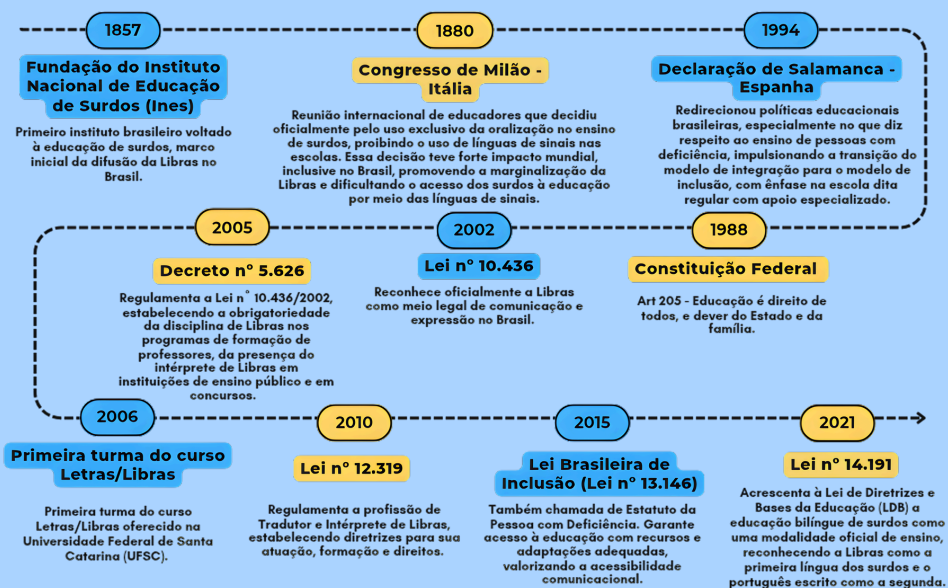 1857
Fundação do Instituto
Nacional de Educação
de Surdos (Ines)
Primeiro instituto brasileiro voltado
à educação de surdos, marco
inicial da difusão da Libras no
Brasil.
1880
Congresso de Milão -
Itália
Reunião internacional de educadores que decidiu
oficialmente pelo uso exclusivo da oralização no ensino
de surdos, proibindo o uso de línguas de sinais nas
escolas. Essa decisão teve forte impacto mundial,
inclusive no Brasil, promovendo a marginalização da
Libras e dificultando o acesso dos surdos à educação
por meio das línguas de sinais.
1994
Declaração de Salamanca -
Espanha
Redirecionou políticas educacionais
brasileiras, especialmente no que diz
respeito ao ensino de pessoas com
deficiência, impulsionando a transição do
modelo de integração para o modelo de
inclusão, com ênfase na escola dita
regular com apoio especializado.
1988
Constituição Federal
Art 205 - Educação é direito de
todos, e dever do Estado e da
família.
2002
Lei nº 10.436
Reconhece oficialmente a Libras
como meio legal de comunicação e
expressão no Brasil.
2005
Decreto nº 5.626
Regulamenta a Lei n° 10.436/2002,
estabelecendo a obrigatoriedade
da disciplina de Libras nos
programas de formação de
professores, da presença do
intérprete de Libras em
instituições de ensino público e em
concursos.
2006
Primeira turma do curso
Letras/Libras
Primeira turma do curso
Letras/Libras oferecido na
Universidade Federal de Santa
Catarina (UFSC).
2010
Lei nº 12.319
Regulamenta a profissão de
Tradutor e Intérprete de Libras,
estabelecendo diretrizes para sua
atuação, formação e direitos.
2015
Lei Brasileira de
Inclusão (Lei nº 13.146)
Também chamada de Estatuto da
Pessoa com Deficiência. Garante
acesso à educação com recursos e
adaptações adequadas,
valorizando a acessibilidade
comunicacional.
2021
Lei nº 14.191
Acrescenta à Lei de Diretrizes e
Bases da Educação (LDB) a
educação bilíngue de surdos como
uma modalidade oficial de ensino,
reconhecendo a Libras como a
primeira língua dos surdos e o
português escrito como a segunda.